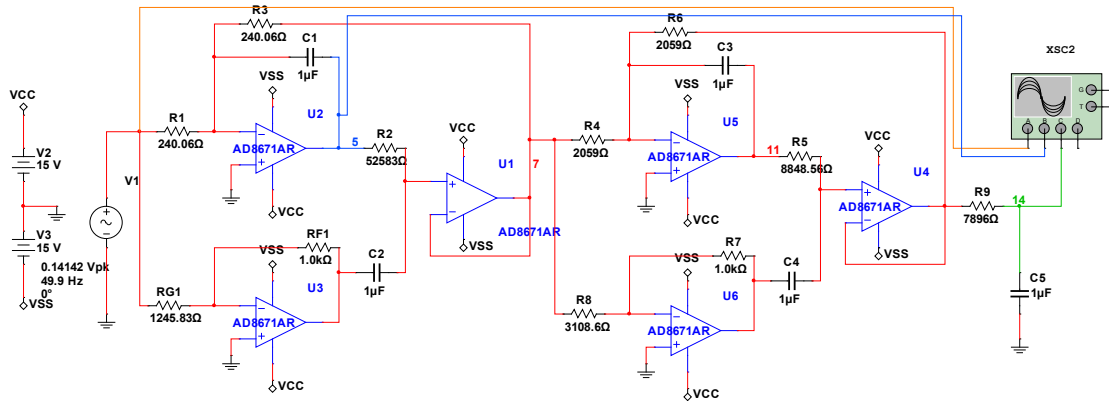 R3
240.06Ω
C1
1µF
VSS
U2
AD8671AR
VCC
R1
240.06Ω
5
R2
52583Ω
VCC
U1
7
AD8671AR
VSS
R6
2059Ω
C3
1µF
VSS
U5
AD8671AR
VCC
R4
2059Ω
11
R5
8848.56Ω
VCC
U4
AD8671AR
VSS
R9
7896Ω
14
C5
1µF
XSC2
G
T
A
B
C
D
VCC
V2
15 V
V3
15 V
VSS
V1
0.14142 Vpk
49.9 Hz
0°
RG1
1245.83Ω
RF1
1.0kΩ
VSS
U3
AD8671AR
VCC
C2
1µF
R8
3108.6Ω
R7
1.0kΩ
VSS
U6
AD8671AR
VCC
C4
1µF